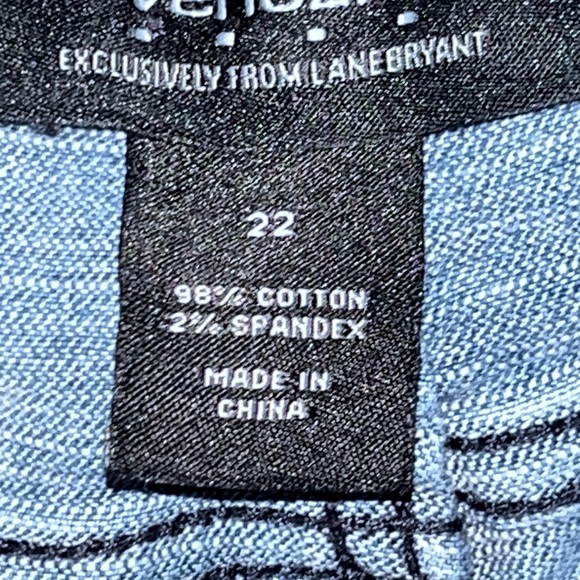 EXCLUSIVELY FROM LANE BRYANT
22
98% COTTON
2% SPANDEX
MADE IN
CHINA